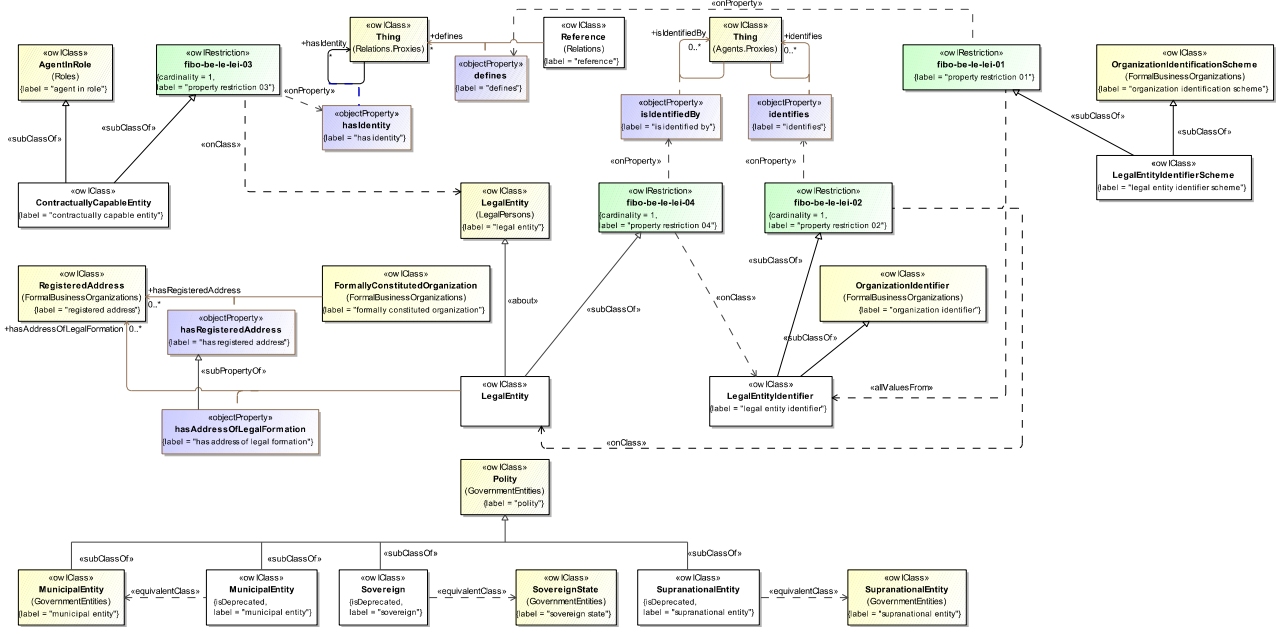 «onProperty»
«owlClass»
Thing
(Relations.Proxies)
+defines
*
«owlClass»
Reference
(Relations)
{label = "reference"}
«owlClass»
Thing
(Agents.Proxies)
+isIdentifiedBy
0..*
+identifies
0..*
+hasIdentity
*
«owlClass»
AgentInRole
(Roles)
{label = "agent in role"}
«owlRestriction»
fibo-be-le-lei-03
{cardinality = 1,
label = "property restriction 03"}
«objectProperty»
defines
{label = "defines"}
«owlRestriction»
fibo-be-le-lei-01
{label = "property restriction 01"}
«owlClass»
OrganizationIdentificationScheme
(FormalBusinessOrganizations)
{label = "organization identification scheme"}
«onProperty»
«objectProperty»
hasIdentity
{label = "has identity"}
«objectProperty»
isIdentifiedBy
{label = "is identified by"}
«objectProperty»
identifies
{label = "identifies"}
«subClassOf»
«subClassOf»
«onClass»
«onProperty»
«onProperty»
«subClassOf»
«subClassOf»
«owlClass»
ContractuallyCapableEntity
{label = "contractually capable entity"}
«owlClass»
LegalEntity
(LegalPersons)
{label = "legal entity"}
«owlRestriction»
fibo-be-le-lei-04
{cardinality = 1,
label = "property restriction 04"}
«owlRestriction»
fibo-be-le-lei-02
{cardinality = 1,
label = "property restriction 02"}
«owlClass»
LegalEntityIdentifierScheme
{label = "legal entity identifier scheme"}
«owlClass»
RegisteredAddress
(FormalBusinessOrganizations)
{label = "registered address"}
+hasRegisteredAddress
0..*
«owlClass»
FormallyConstitutedOrganization
(FormalBusinessOrganizations)
{label = "formally constituted organization"}
«about»
«subClassOf»
«onClass»
«subClassOf»
«owlClass»
OrganizationIdentifier
(FormalBusinessOrganizations)
{label = "organization identifier"}
+hasAddressOfLegalFormation
0..*
«objectProperty»
hasRegisteredAddress
{label = "has registered address"}
«subClassOf»
«subPropertyOf»
«owlClass»
LegalEntity
«owlClass»
LegalEntityIdentifier
{label = "legal entity identifier"}
«allValuesFrom»
«objectProperty»
hasAddressOfLegalFormation
{label = "has address of legal formation"}
«onClass»
«owlClass»
Polity
(GovernmentEntities)
{label = "polity"}
«subClassOf»
«subClassOf»
«subClassOf»
«subClassOf»
«owlClass»
MunicipalEntity
(GovernmentEntities)
{label = "municipal entity"}
«equivalentClass»
«owlClass»
MunicipalEntity
{isDeprecated,
label = "municipal entity"}
«owlClass»
Sovereign
{isDeprecated,
label = "sovereign"}
«equivalentClass»
«owlClass»
SovereignState
(GovernmentEntities)
{label = "sovereign state"}
«owlClass»
SupranationalEntity
{isDeprecated,
label = "supranational entity"}
«equivalentClass»
«owlClass»
SupranationalEntity
(GovernmentEntities)
{label = "supranational entity"}